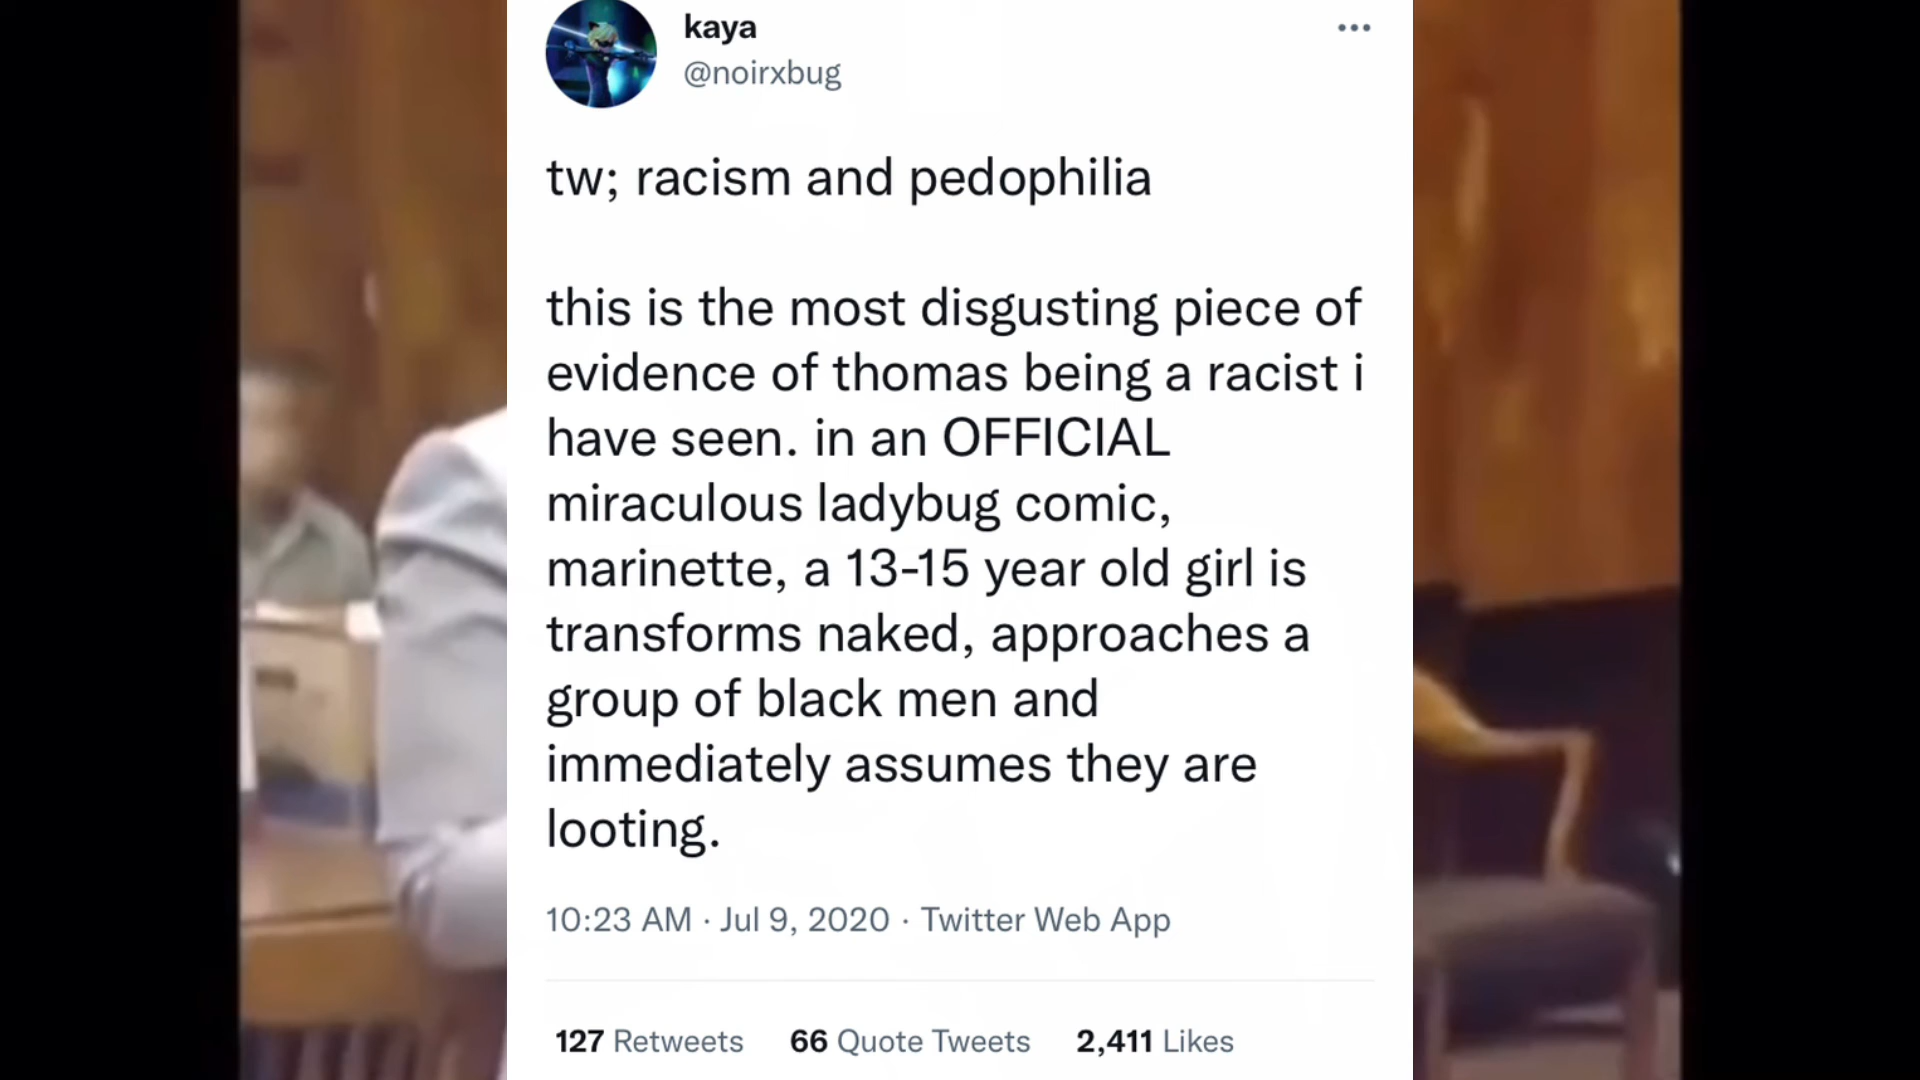 kaya
@noirxbug
tw; racism and pedophilia
this is the most disgusting piece of
evidence of thomas being a racist i
have seen. in an OFFICIAL
miraculous ladybug comic,
marinette, a 13-15 year old girl is
transforms naked, approaches a
group of black men and
immediately assumes they are
looting.
10:23 AM · Jul 9, 2020 · Twitter Web App
127 Retweets 66 Quote Tweets 2,411 Likes